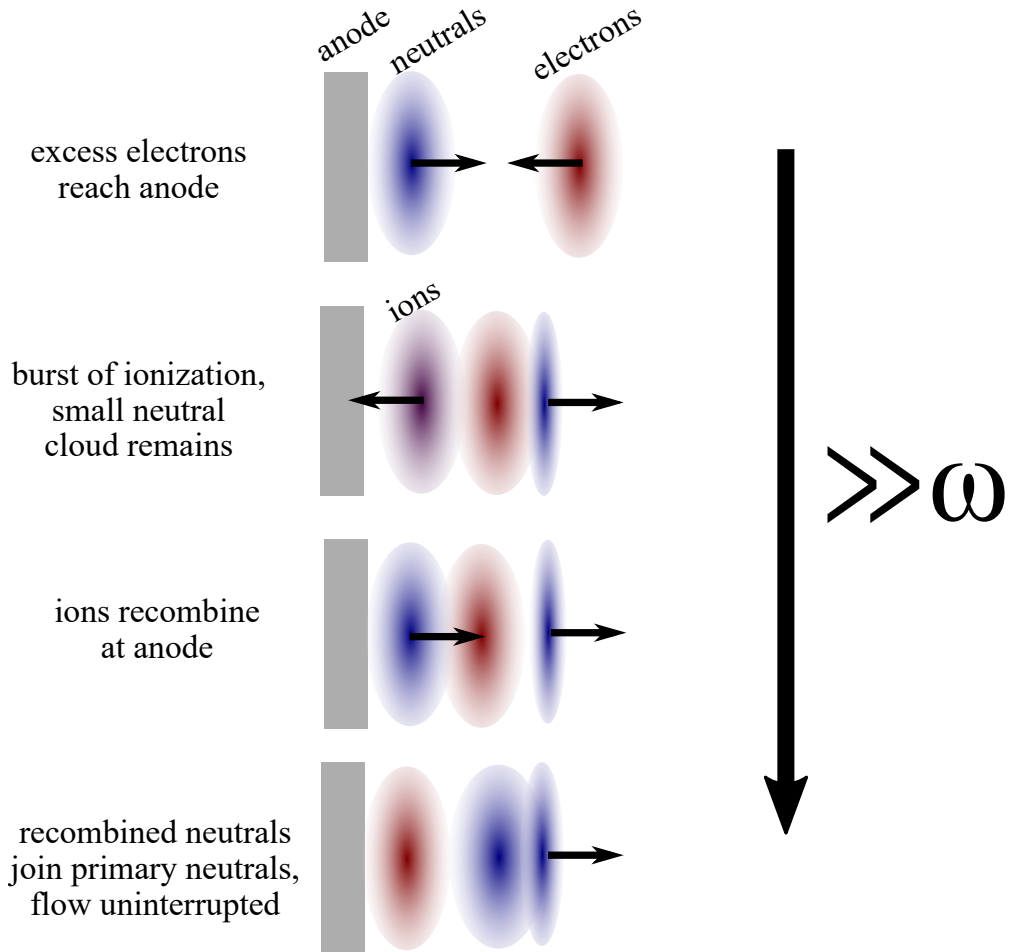 anode
neutrals
electrons
excess electrons
reach anode
ions
burst of ionization,
small neutral
cloud remains
≫ω
ions recombine
at anode
recombined neutrals
join primary neutrals,
flow uninterrupted